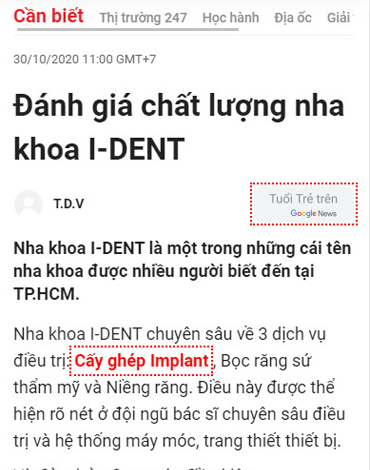 Cần biết Thị trường 247 Học hành Địa ốc Giải
30/10/2020 11:00 GMT+7
Đánh giá chất lượng nha
khoa I-DENT
T.D.V
Tuổi Trẻ trên
Google News
Nha khoa I-DENT là một trong những cái tên
nha khoa được nhiều người biết đến tại
TP.HCM.
Nha khoa I-DENT chuyên sâu về 3 dịch vụ
điều trị: Cấy ghép Implant, Bọc răng sứ
thẩm mỹ và Niềng răng. Điều này được thể
hiện rõ nét ở đội ngũ bác sĩ chuyên sâu điều
trị và hệ thống máy móc, trang thiết thiết bị.